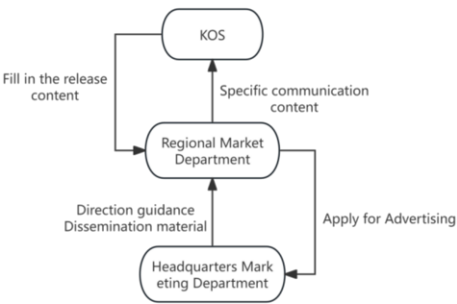 KOS
Fill in the release
content
Specific communication
content
Regional Market
Department
Direction guidance
Dissemination material
Apply for Advertising
Headquarters Mark
eting Department